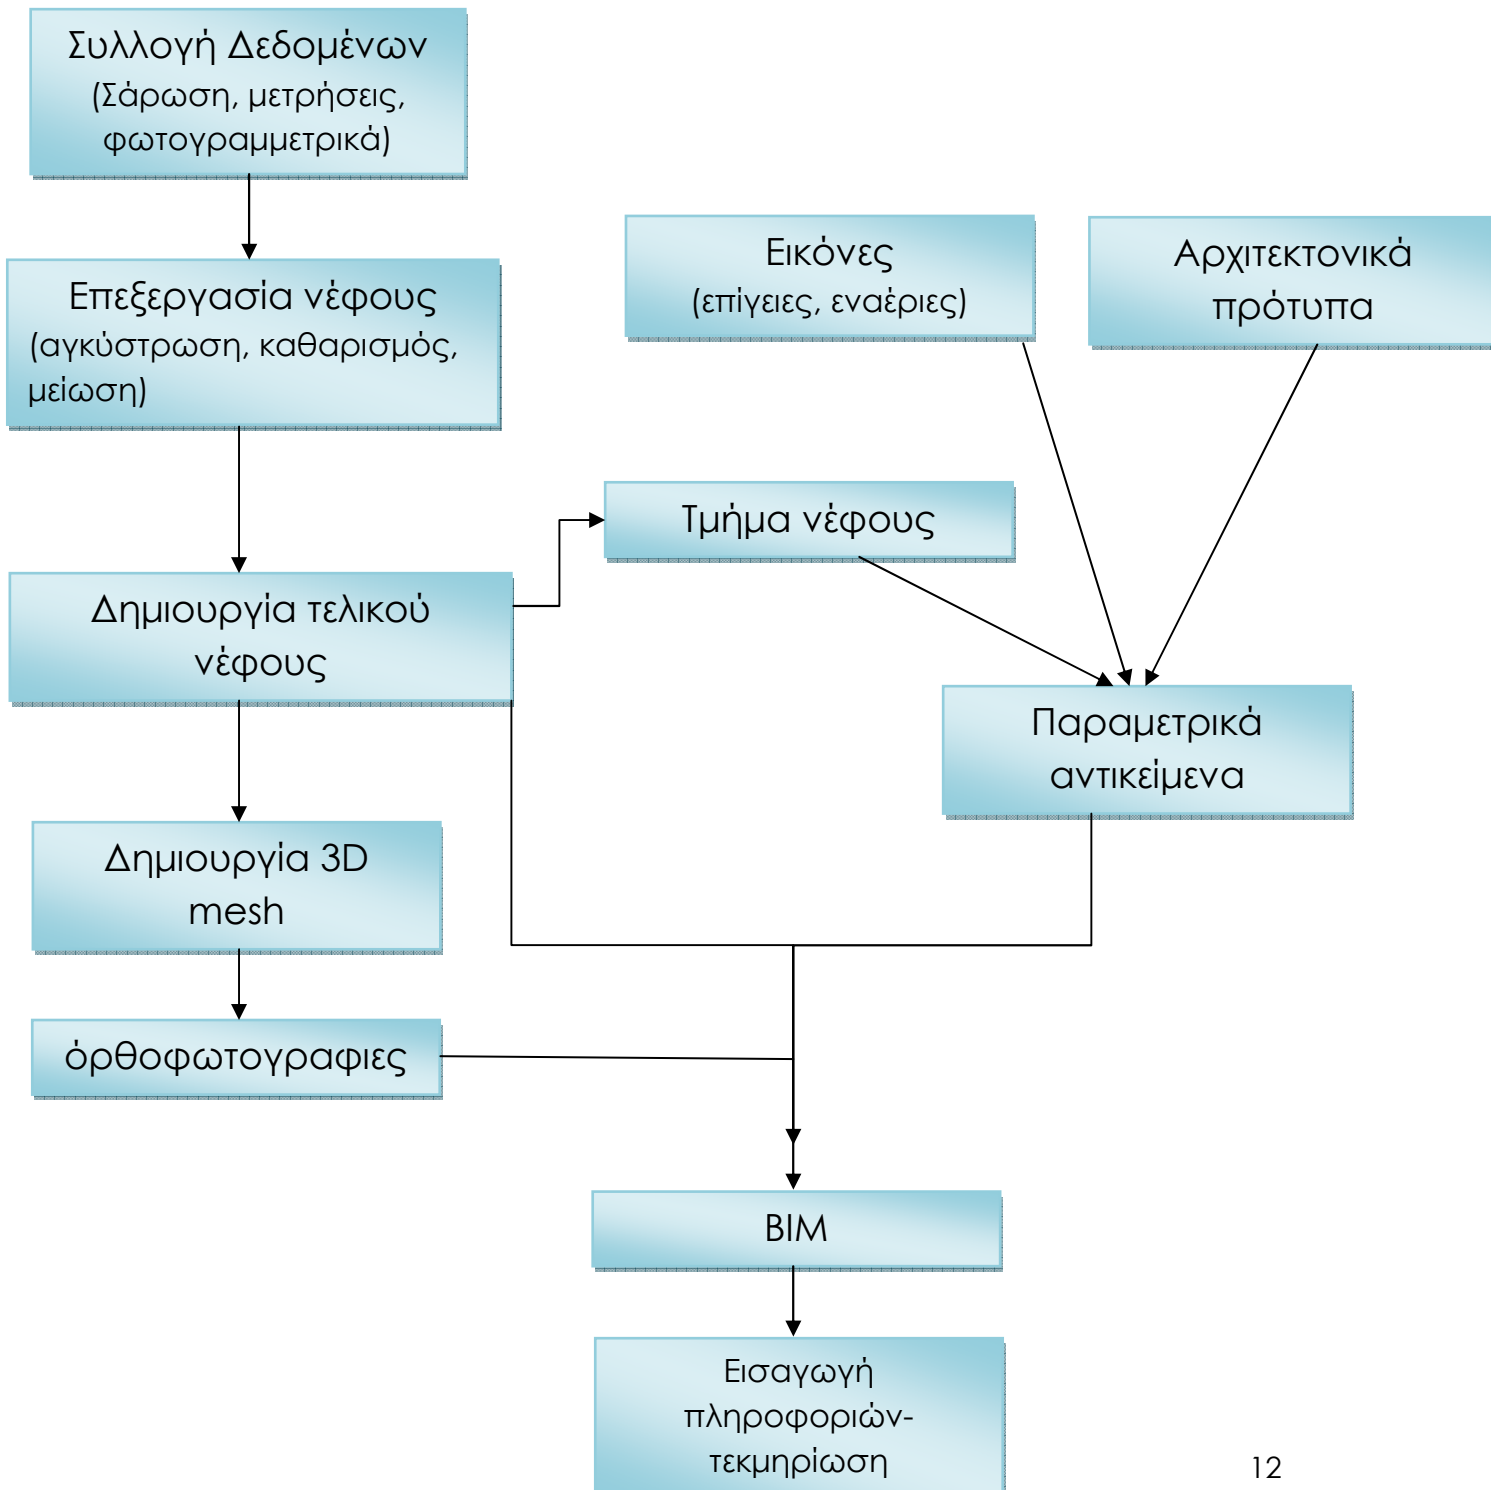 Συλλογή Δεδομένων
(Σάρωση, μετρήσεις,
φωτογραμμετρικά)
Επεξεργασία νέφους
(αγκύστρωση, καθαρισμός,
μείωση)
Εικόνες
(επίγειες, εναέριες)
Αρχιτεκτονικά
πρότυπα
Τμήμα νέφους
Δημιουργία τελικού
νέφους
Παραμετρικά
αντικείμενα
Δημιουργία 3D
mesh
όρθοφωτογραφιες
BIM
Εισαγωγή
πληροφοριών-
τεκμηρίωση
12